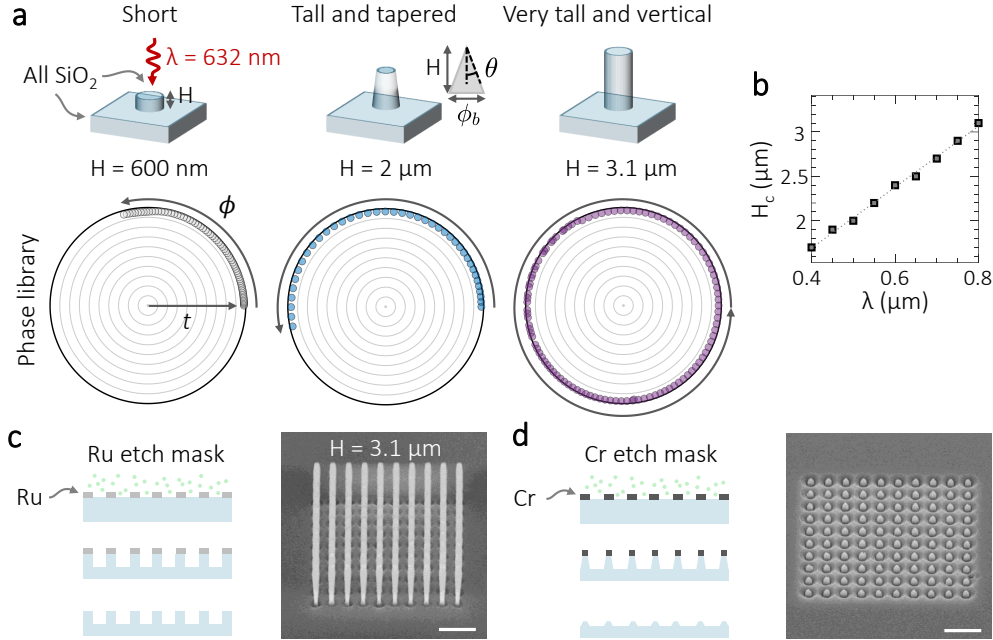 a
Short
Tall and tapered
Very tall and vertical
λ = 632 nm
All SiO₂
H
H
θ
ϕ_b
H = 600 nm
H = 2 µm
H = 3.1 µm
Phase library
ϕ
t
b
H_c (µm)
3
2.5
2
0.4
0.6
0.8
λ (µm)
c
Ru etch mask
Ru
H = 3.1 µm
d
Cr etch mask
Cr